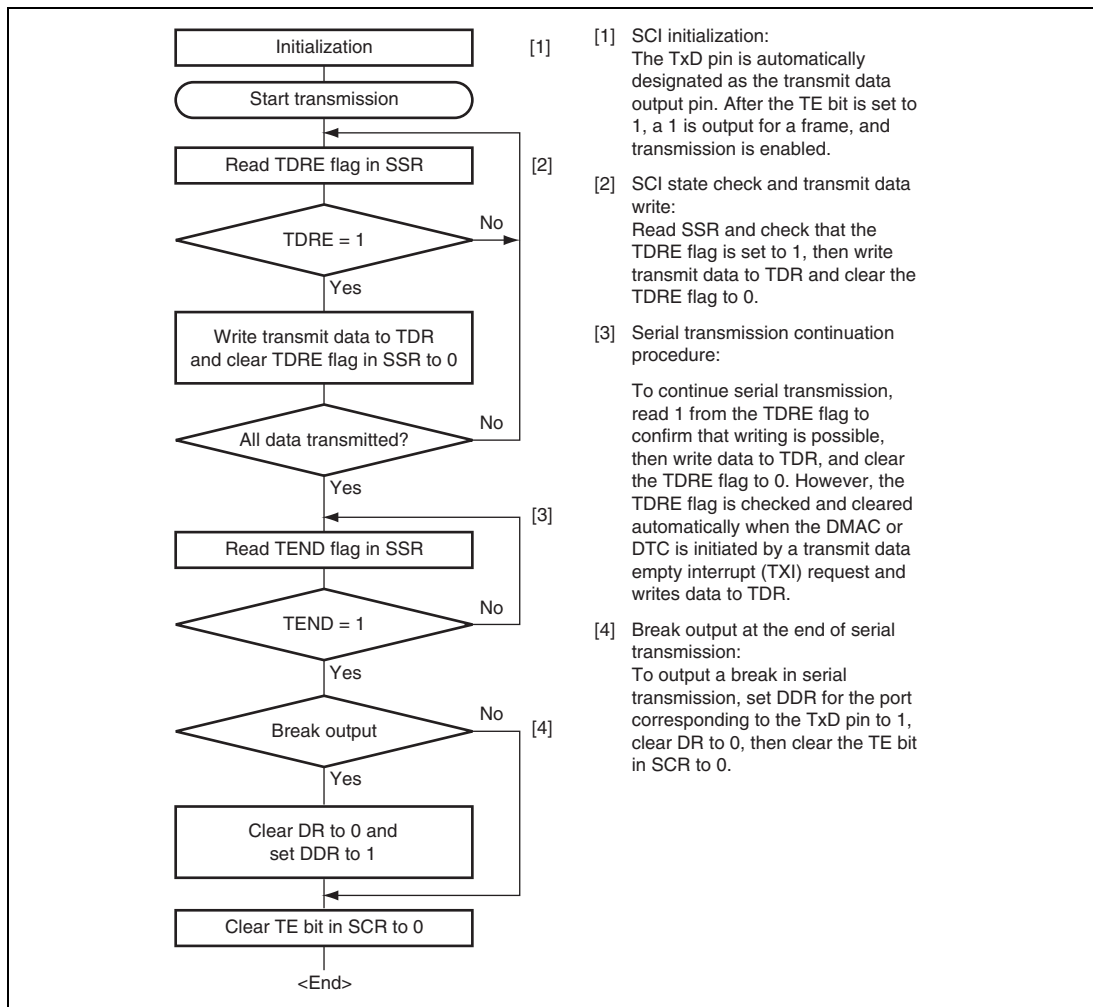 Initialization
[1]
Start transmission
Read TDRE flag in SSR
[2]
No
TDRE = 1
Yes
Write transmit data to TDR
and clear TDRE flag in SSR to 0
No
All data transmitted?
Yes
[3]
Read TEND flag in SSR
No
TEND = 1
Yes
No
Break output
[4]
Yes
Clear DR to 0 and
set DDR to 1
Clear TE bit in SCR to 0
<End>
[1] SCI initialization:
The TxD pin is automatically
designated as the transmit data
output pin. After the TE bit is set to
1, a 1 is output for a frame, and
transmission is enabled.
[2] SCI state check and transmit data
write:
Read SSR and check that the
TDRE flag is set to 1, then write
transmit data to TDR and clear the
TDRE flag to 0.
[3] Serial transmission continuation
procedure:
To continue serial transmission,
read 1 from the TDRE flag to
confirm that writing is possible,
then write data to TDR, and clear
the TDRE flag to 0. However, the
TDRE flag is checked and cleared
automatically when the DMAC or
DTC is initiated by a transmit data
empty interrupt (TXI) request and
writes data to TDR.
[4] Break output at the end of serial
transmission:
To output a break in serial
transmission, set DDR for the port
corresponding to the TxD pin to 1,
clear DR to 0, then clear the TE bit
in SCR to 0.